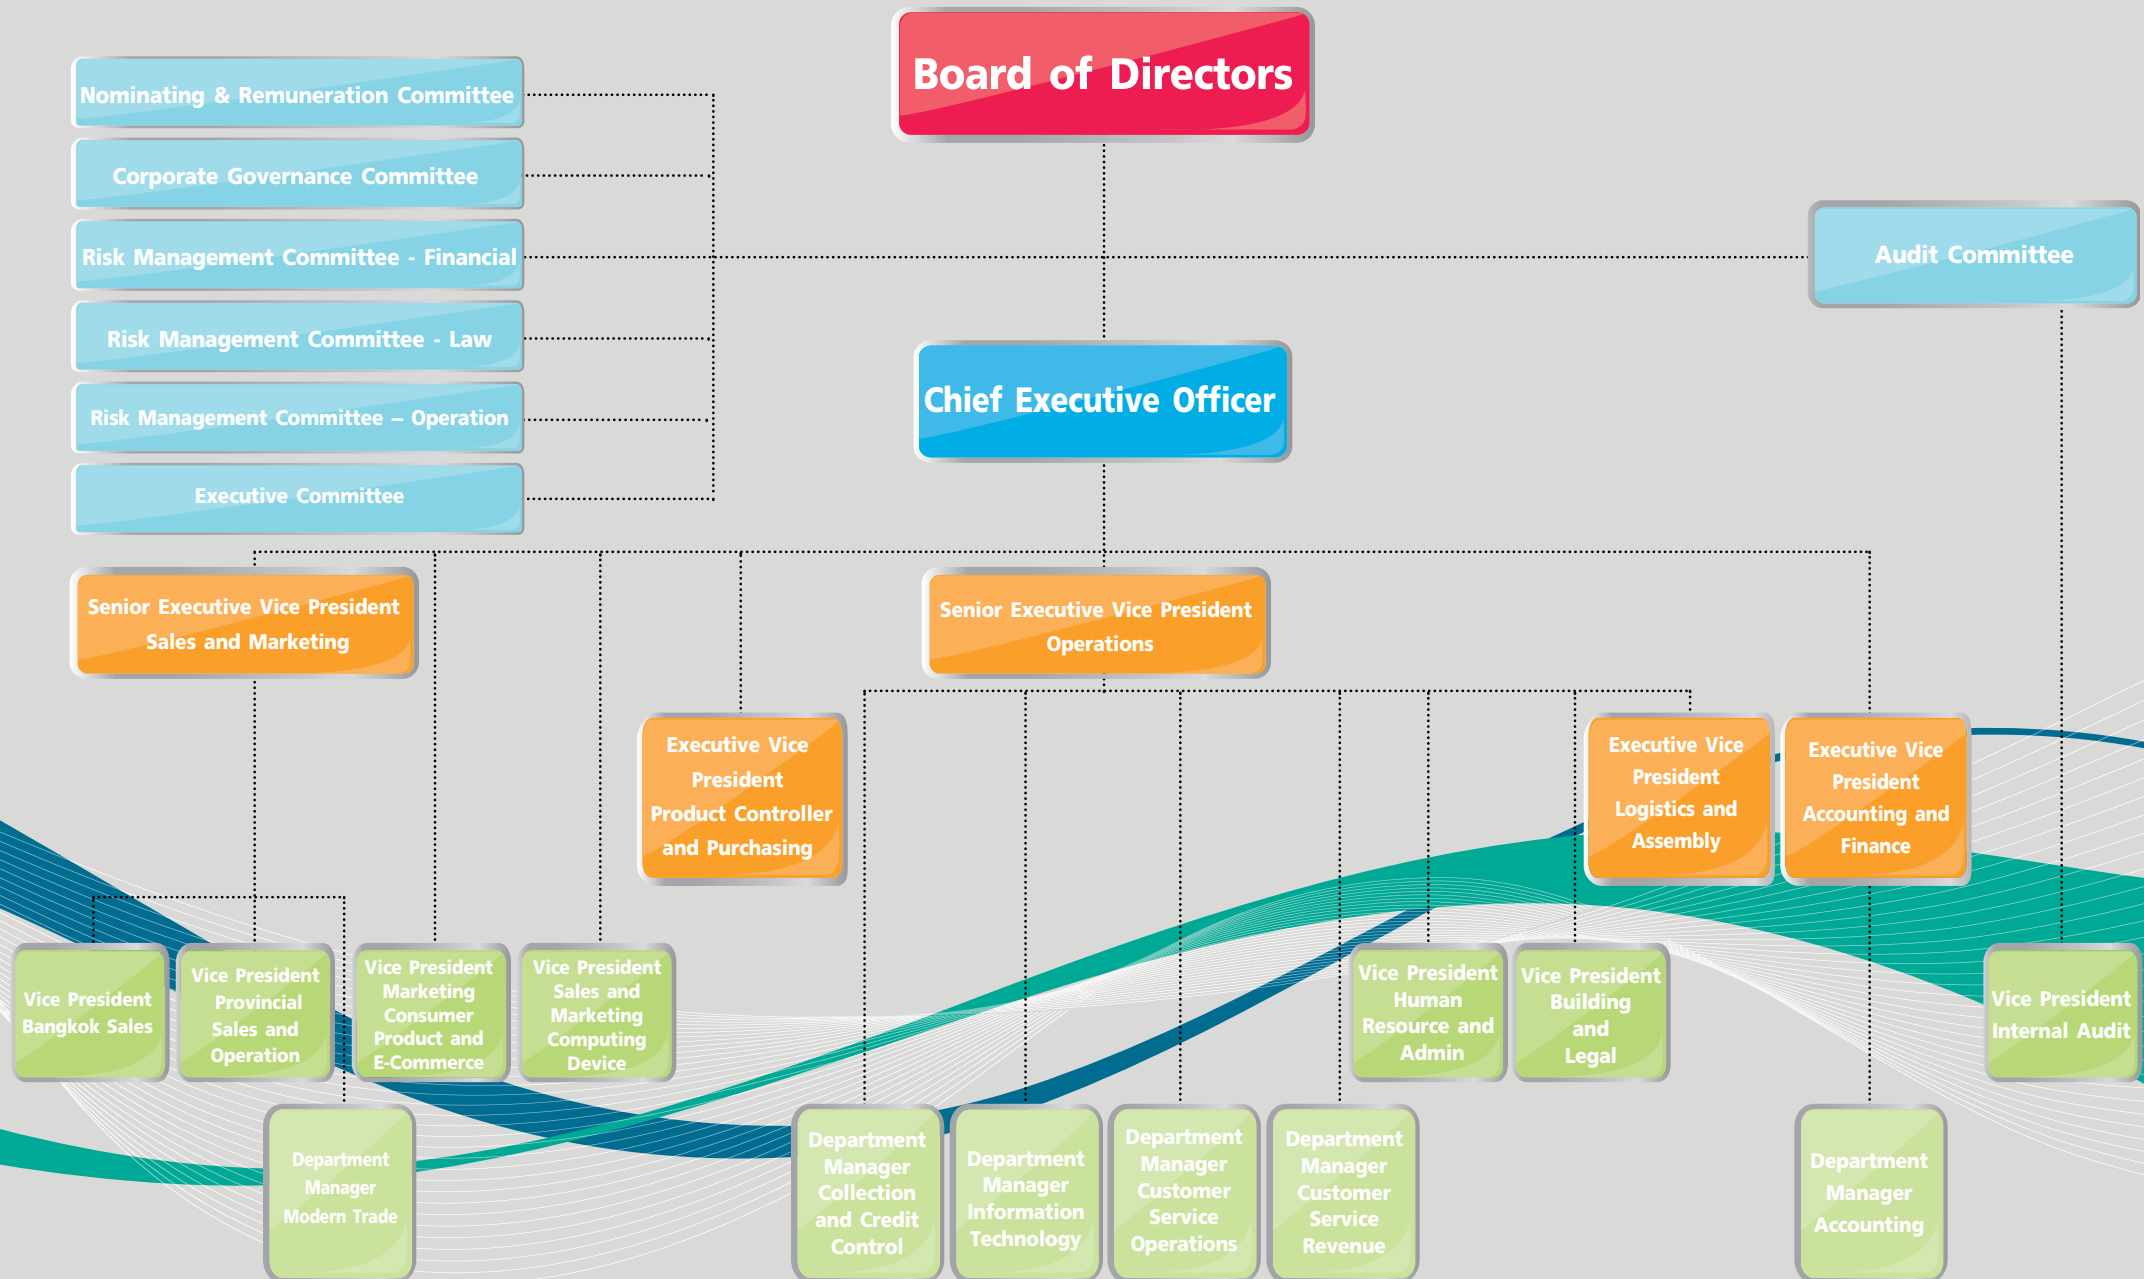 Board of Directors
Nominating & Remuneration Committee
Corporate Governance Committee
Risk Management Committee - Financial
Risk Management Committee - Law
Risk Management Committee – Operation
Executive Committee
Audit Committee
Chief Executive Officer
Senior Executive Vice President
Sales and Marketing
Senior Executive Vice President
Operations
Executive Vice
President
Product Controller
and Purchasing
Executive Vice
President
Logistics and
Assembly
Executive Vice
President
Accounting and
Finance
Vice President
Bangkok Sales
Vice President
Provincial
Sales and
Operation
Vice President
Marketing
Consumer
Product and
E-Commerce
Vice President
Sales and
Marketing
Computing
Device
Vice President
Human
Resource and
Admin
Vice President
Building
and
Legal
Vice President
Internal Audit
Department
Manager
Modern Trade
Department
Manager
Collection
and Credit
Control
Department
Manager
Information
Technology
Department
Manager
Customer
Service
Operations
Department
Manager
Customer
Service
Revenue
Department
Manager
Accounting